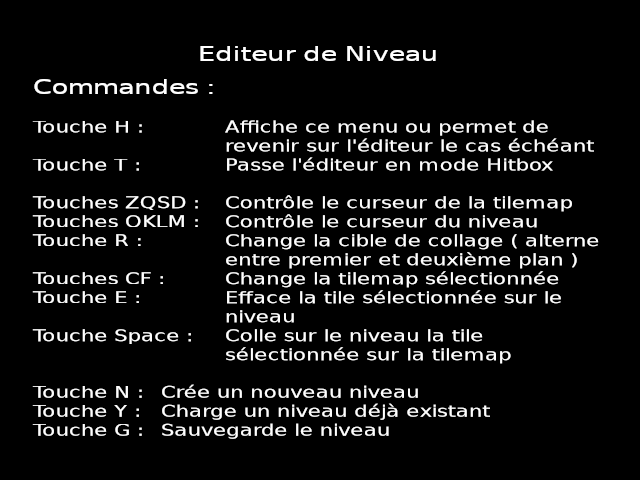 Editeur de Niveau
Commandes :
Touche H : Affiche ce menu ou permet de
revenir sur l'éditeur le cas échéant
Touche T : Passe l'éditeur en mode Hitbox
Touches ZQSD : Contrôle le curseur de la tilemap
Touches OKLM : Contrôle le curseur du niveau
Touche R : Change la cible de collage ( alterne
entre premier et deuxième plan )
Touches CF : Change la tilemap sélectionnée
Touche E : Efface la tile sélectionnée sur le
niveau
Touche Space : Colle sur le niveau la tile
sélectionnée sur la tilemap
Touche N : Crée un nouveau niveau
Touche Y : Charge un niveau déjà existant
Touche G : Sauvegarde le niveau